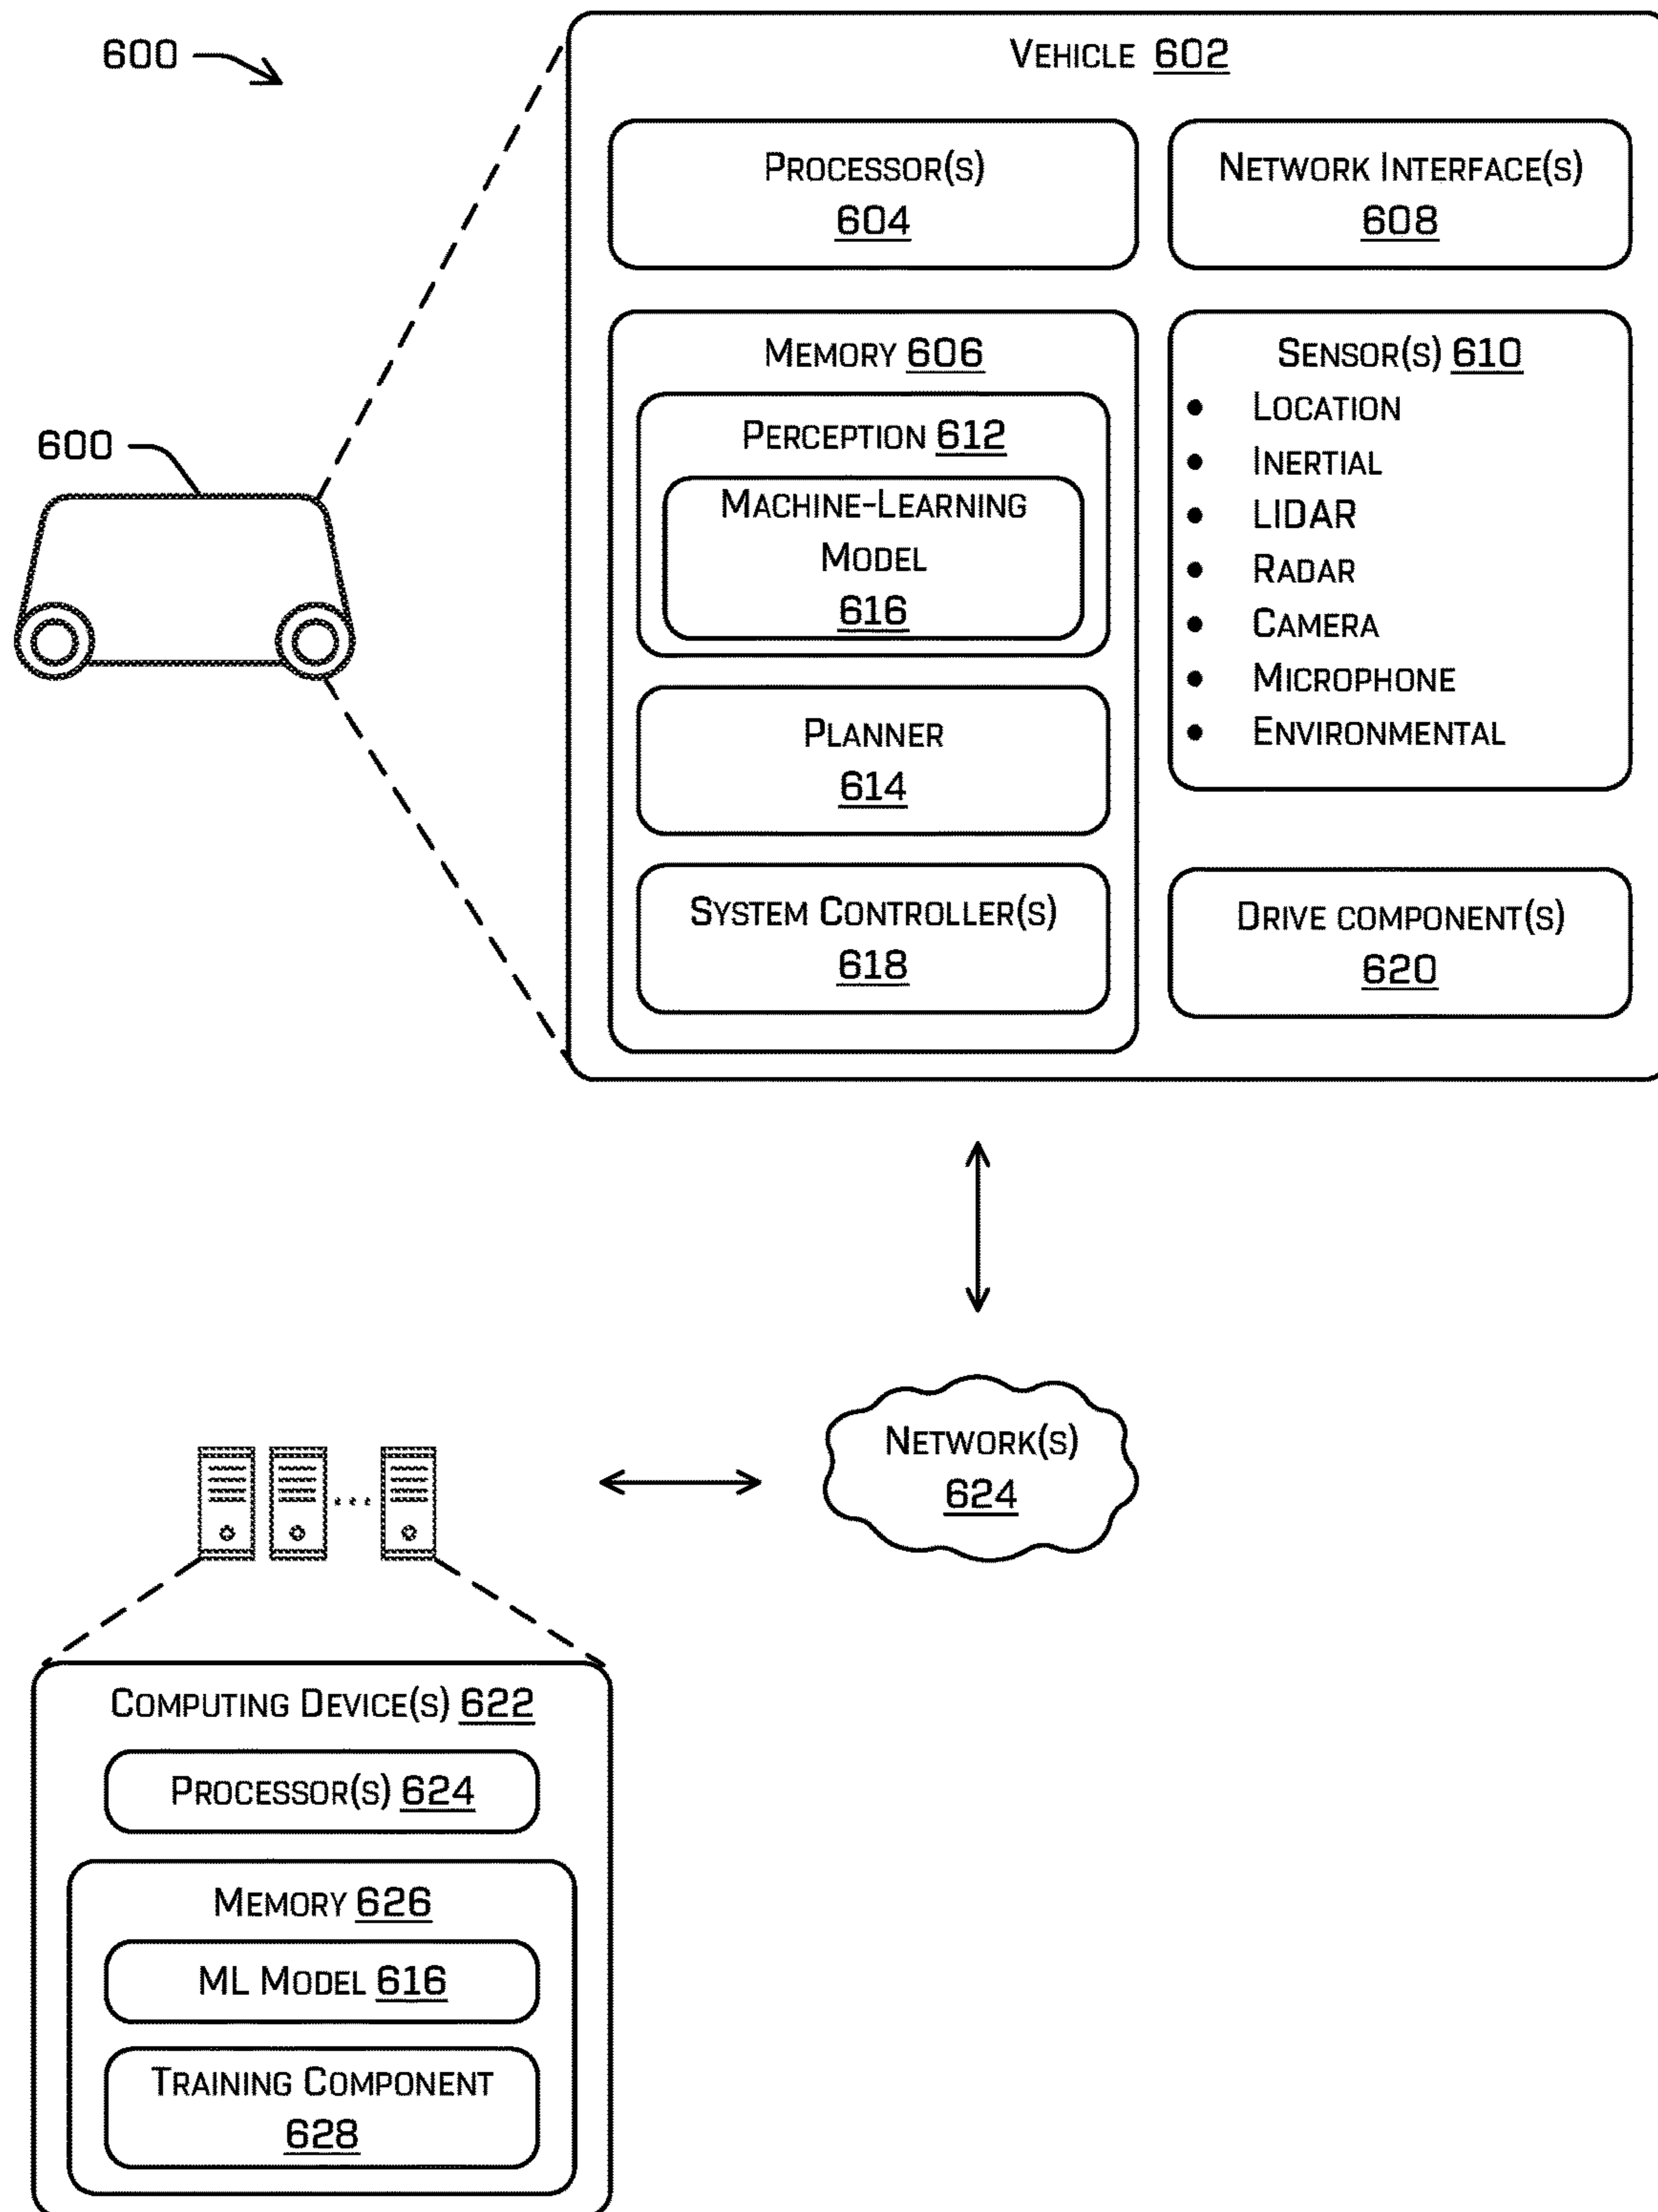 600
VEHICLE 602
PROCESSOR(S)
604
NETWORK INTERFACE(S)
608
MEMORY 606
PERCEPTION 612
MACHINE-LEARNING
MODEL
616
PLANNER
614
SYSTEM CONTROLLER(S)
618
SENSOR(S) 610
• LOCATION
• INERTIAL
• LIDAR
• RADAR
• CAMERA
• MICROPHONE
• ENVIRONMENTAL
DRIVE COMPONENT(S)
620
600
NETWORK(S)
624
...
COMPUTING DEVICE(S) 622
PROCESSOR(S) 624
MEMORY 626
ML MODEL 616
TRAINING COMPONENT
628